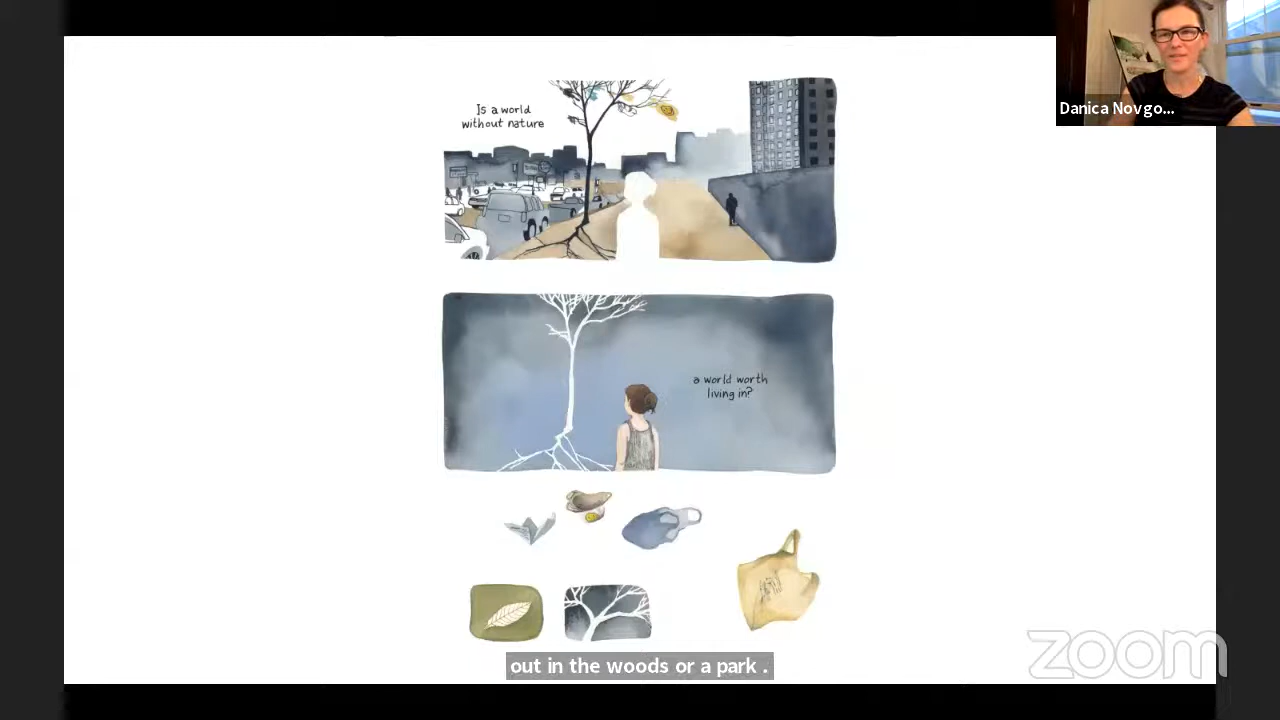 Is a world
without nature
a world worth
living in?
Danica Novgo...
out in the woods or a park .
zoom